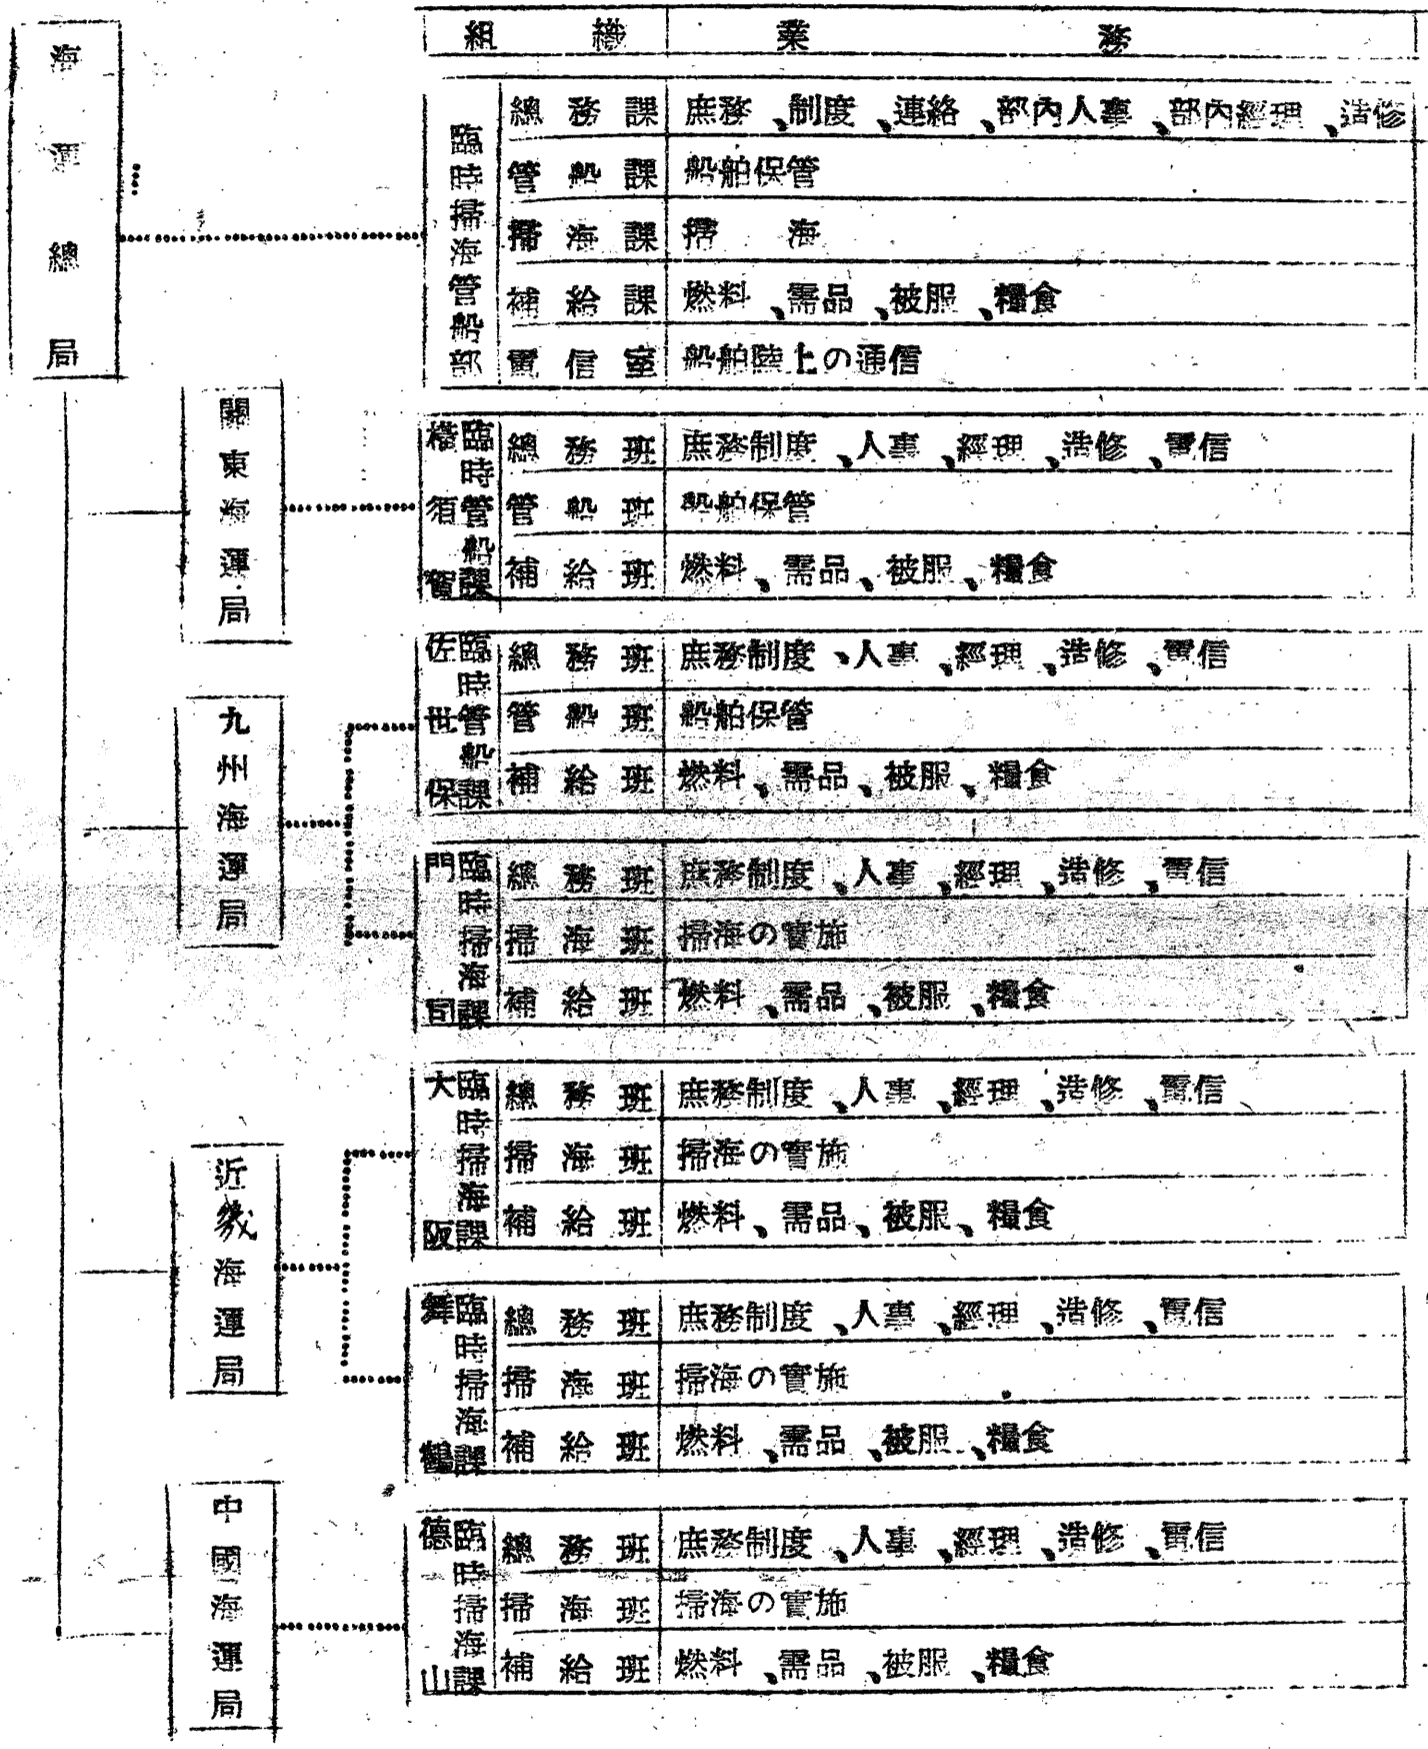 組織 業務
海運總局
臨時掃海管船部
總務課 庶務、制度、連絡、部內人事、部內經理、造修
管船課 船舶保管
掃海課 掃海
補給課 燃料、需品、被服、糧食
電信室 船舶陸上の通信
關東海運局
橫須賀臨時管船課
總務班 庶務制度、人事、經理、造修、電信
管船班 船舶保管
補給班 燃料、需品、被服、糧食
九州海運局
佐世保臨時管船課
總務班 庶務制度、人事、經理、造修、電信
管船班 船舶保管
補給班 燃料、需品、被服、糧食
門司臨時掃海課
總務班 庶務制度、人事、經理、造修、電信
掃海班 掃海の實施
補給班 燃料、需品、被服、糧食
近畿海運局
大阪臨時掃海課
總務班 庶務制度、人事、經理、造修、電信
掃海班 掃海の實施
補給班 燃料、需品、被服、糧食
舞鶴臨時掃海課
總務班 庶務制度、人事、經理、造修、電信
掃海班 掃海の實施
補給班 燃料、需品、被服、糧食
中國海運局
德山臨時掃海課
總務班 庶務制度、人事、經理、造修、電信
掃海班 掃海の實施
補給班 燃料、需品、被服、糧食